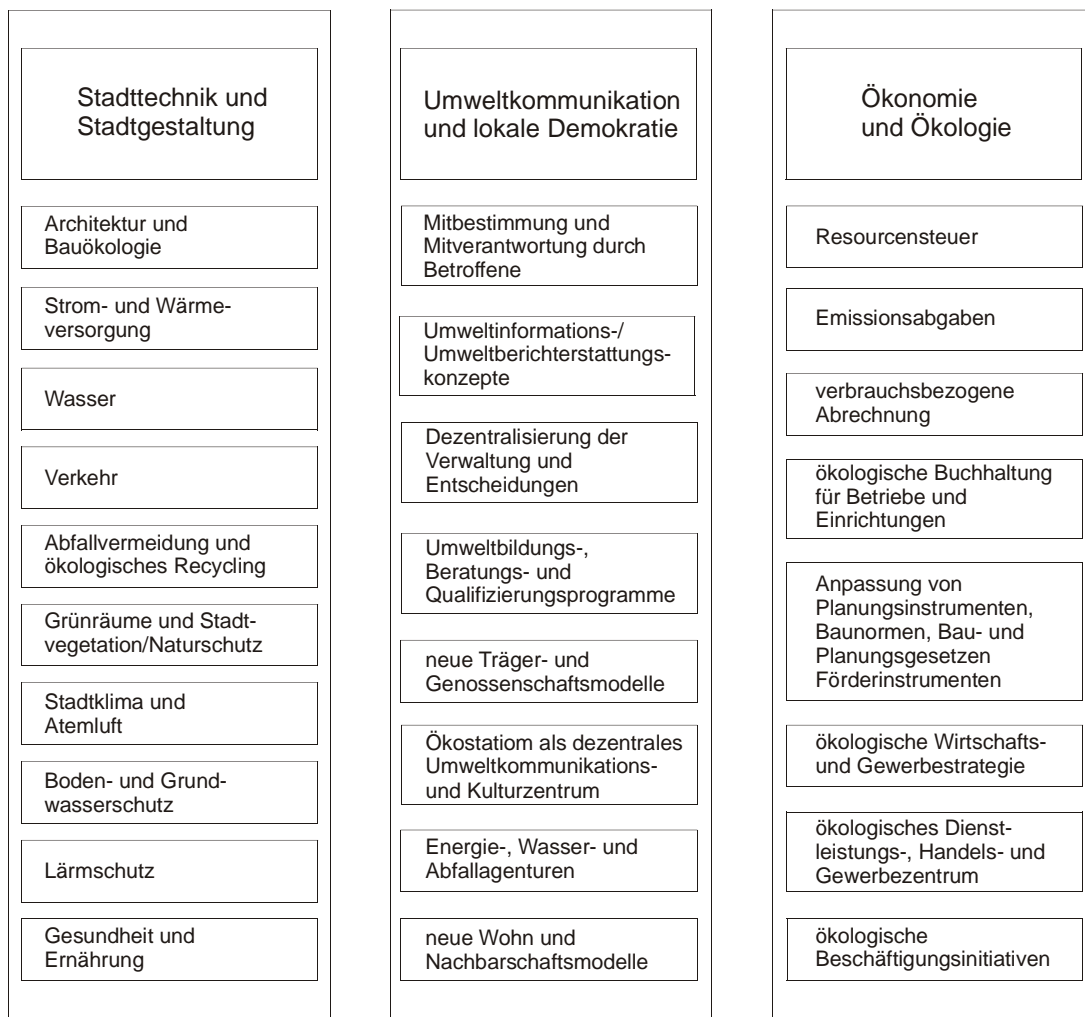 Stadttechnik und
Stadtgestaltung
Architektur und
Bauökologie
Strom- und Wärme-
versorgung
Wasser
Verkehr
Abfallvermeidung und
ökologisches Recycling
Grünräume und Stadt-
vegetation/Naturschutz
Stadtklima und
Atemluft
Boden- und Grund-
wasserschutz
Lärmschutz
Gesundheit und
Ernährung
Umweltkommunikation
und lokale Demokratie
Mitbestimmung und
Mitverantwortung durch
Betroffene
Umweltinformations-/
Umweltberichterstattungs-
konzepte
Dezentralisierung der
Verwaltung und
Entscheidungen
Umweltbildungs-,
Beratungs- und
Qualifizierungsprogramme
neue Träger- und
Genossenschaftsmodelle
Ökostatiom als dezentrales
Umweltkommunikations-
und Kulturzentrum
Energie-, Wasser- und
Abfallagenturen
neue Wohn und
Nachbarschaftsmodelle
Ökonomie
und Ökologie
Resourcensteuer
Emissionsabgaben
verbrauchsbezogene
Abrechnung
ökologische Buchhaltung
für Betriebe und
Einrichtungen
Anpassung von
Planungsinstrumenten,
Baunormen, Bau- und
Planungsgesetzen
Förderinstrumenten
ökologische Wirtschafts-
und Gewerbestrategie
ökologisches Dienst-
leistungs-, Handels- und
Gewerbezentrum
ökologische
Beschäftigungsinitiativen